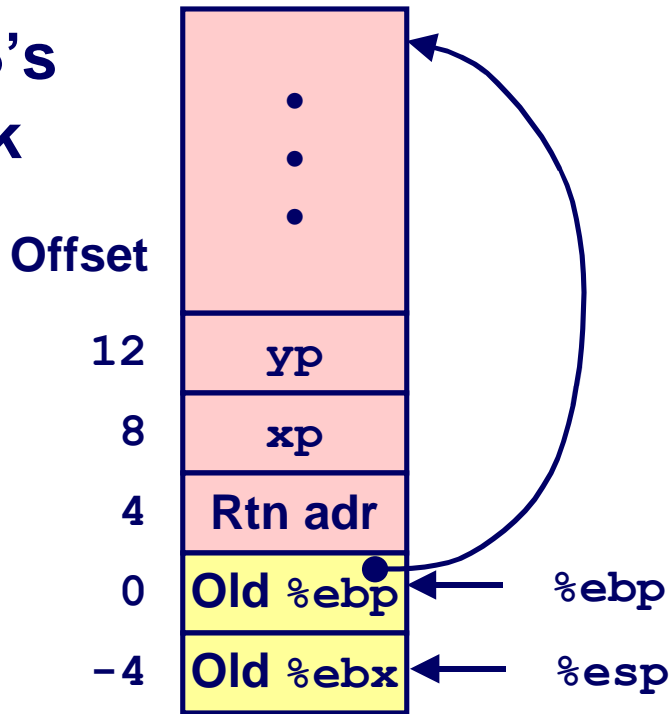 ’s
k
Offset
12 yp
8 xp
4 Rtn adr
0 Old %ebp %ebp
-4 Old %ebx %esp